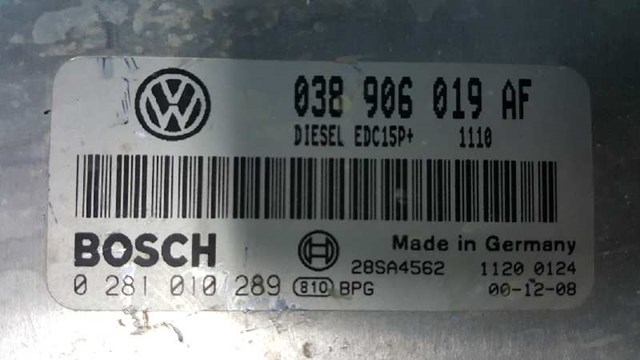 038 906 019 AF
DIESEL EDC15P+ 1110
BOSCH
Made in Germany
28SA4562 1120 0124
0 281 010 289 810 BPG 00-12-08